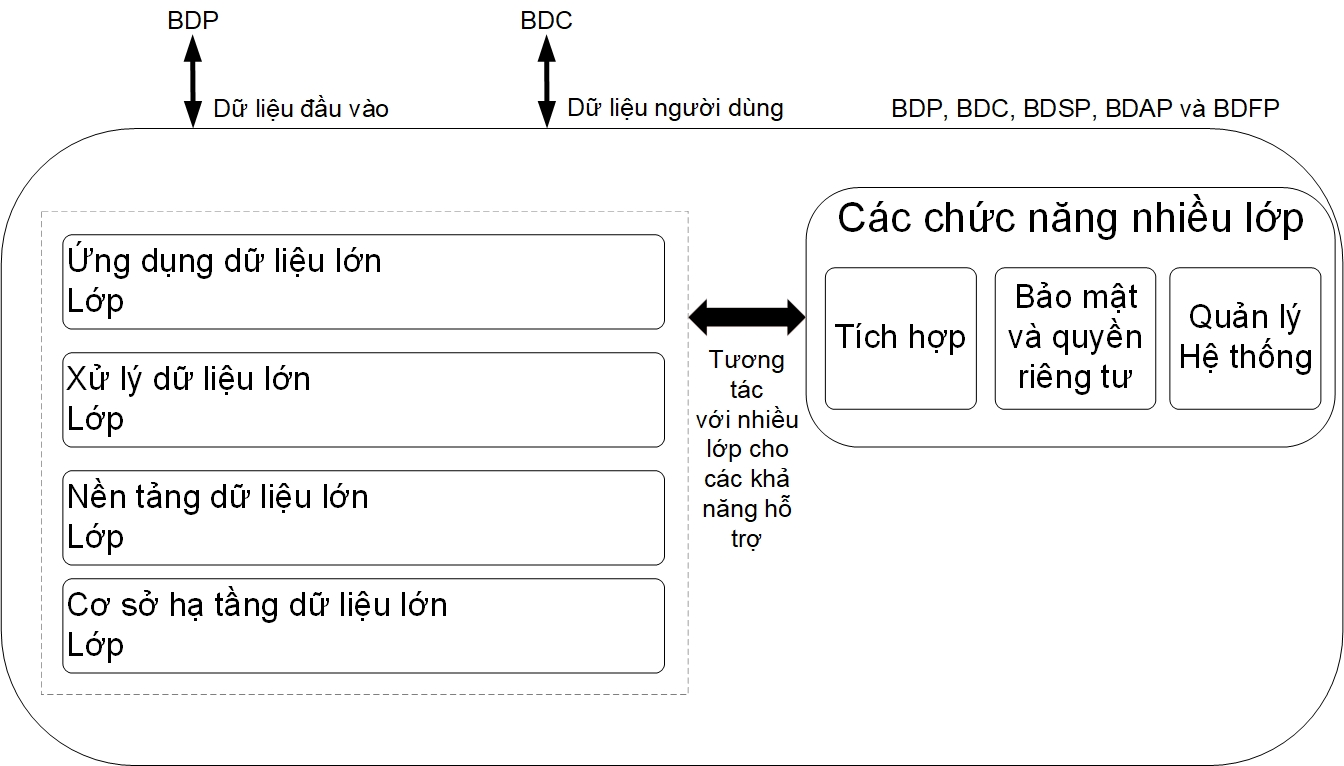 BDP
BDC
Dữ liệu đầu vào
Dữ liệu người dùng
BDP, BDC, BDSP, BDAP và BDFP
Các chức năng nhiều lớp
Ứng dụng dữ liệu lớn
Lớp
Xử lý dữ liệu lớn
Lớp
Nền tảng dữ liệu lớn
Lớp
Cơ sở hạ tầng dữ liệu lớn
Lớp
Tương
tác
với nhiều
lớp cho
các khả
năng hỗ
trợ
Tích hợp
Bảo mật
và quyền
riêng tư
Quản lý
Hệ thống